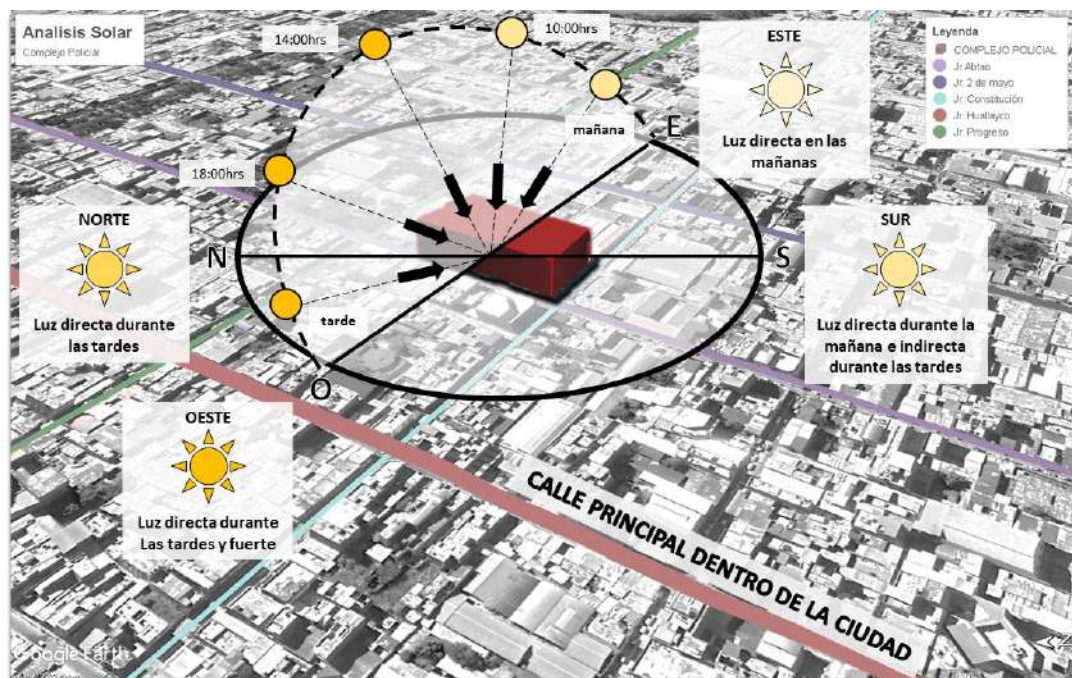 Analisis Solar
Complejo Policial
14:00hrs
10:00hrs
ESTE
Luz directa en las
mañanas
Leyenda
COMPLEJO POLICIAL
Jr. Abtao
Jr. 2 de mayo
Jr. Constitución
Jr. Huallayco
Jr. Progreso
mañana
E
18:00hrs
NORTE
Luz directa durante
las tardes
N
S
SUR
Luz directa durante la
mañana e indirecta
durante las tardes
tarde
O
OESTE
Luz directa durante
Las tardes y fuerte
CALLE PRINCIPAL DENTRO DE LA CIUDAD
Google Earth